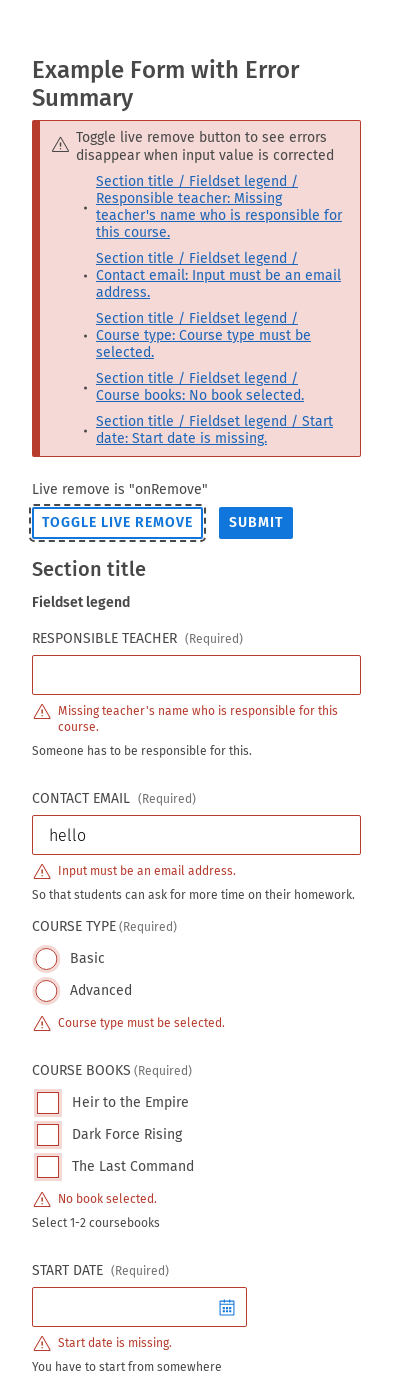 Example Form with Error
Summary
Toggle live remove button to see errors
disappear when input value is corrected
Section title / Fieldset legend /
Responsible teacher: Missing
teacher's name who is responsible for
this course.
Section title / Fieldset legend /
Contact email: Input must be an email
address.
Section title / Fieldset legend /
Course type: Course type must be
selected.
Section title / Fieldset legend /
Course books: No book selected.
Section title / Fieldset legend / Start
date: Start date is missing.
Live remove is "onRemove"
TOGGLE LIVE REMOVE SUBMIT
Section title
Fieldset legend
RESPONSIBLE TEACHER (Required)
Missing teacher's name who is responsible for this
course.
Someone has to be responsible for this.
CONTACT EMAIL (Required)
hello
Input must be an email address.
So that students can ask for more time on their homework.
COURSE TYPE (Required)
Basic
Advanced
Course type must be selected.
COURSE BOOKS (Required)
Heir to the Empire
Dark Force Rising
The Last Command
No book selected.
Select 1-2 coursebooks
START DATE (Required)
Start date is missing.
You have to start from somewhere